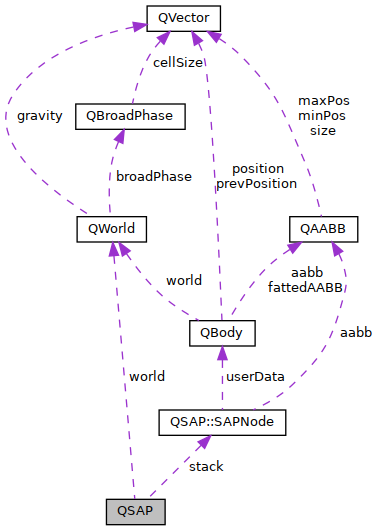 QVector
cellSize
maxPos
minPos
size
gravity
QBroadPhase
broadPhase
position
prevPosition
QWorld
QAABB
world
aabb
fattedAABB
QBody
aabb
world
userData
QSAP::SAPNode
stack
QSAP